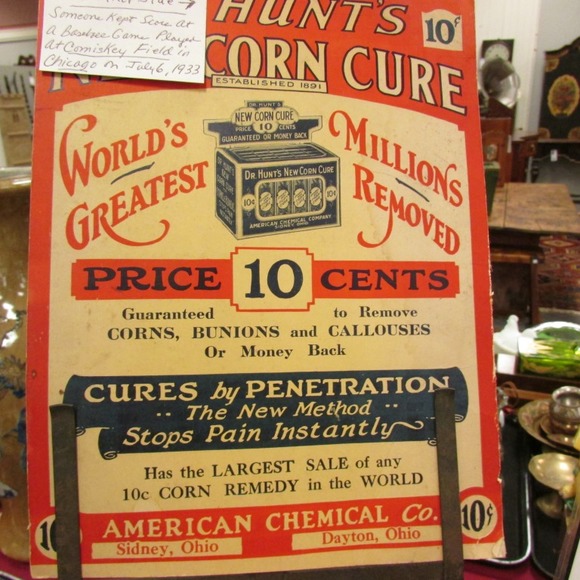 Someone Kept Score at
a Baseball Game Played
at Comiskey Field in
Chicago on July 6, 1933
HUNT'S
10¢
CORN CURE
ESTABLISHED 1891
WORLD'S
GREATEST
DR. HUNT'S
NEW CORN CURE
PRICE 10 CENTS
GUARANTEED OR MONEY BACK
DR. HUNT'S NEW CORN CURE
10¢ 10¢
AMERICAN CHEMICAL COMPANY
SIDNEY, OHIO
MILLIONS
REMOVED
PRICE 10 CENTS
Guaranteed to Remove
CORNS, BUNIONS and CALLOUSES
Or Money Back
CURES by PENETRATION
The New Method
Stops Pain Instantly
Has the LARGEST SALE of any
10c CORN REMEDY in the WORLD
AMERICAN CHEMICAL Co.
Sidney, Ohio Dayton, Ohio
10¢